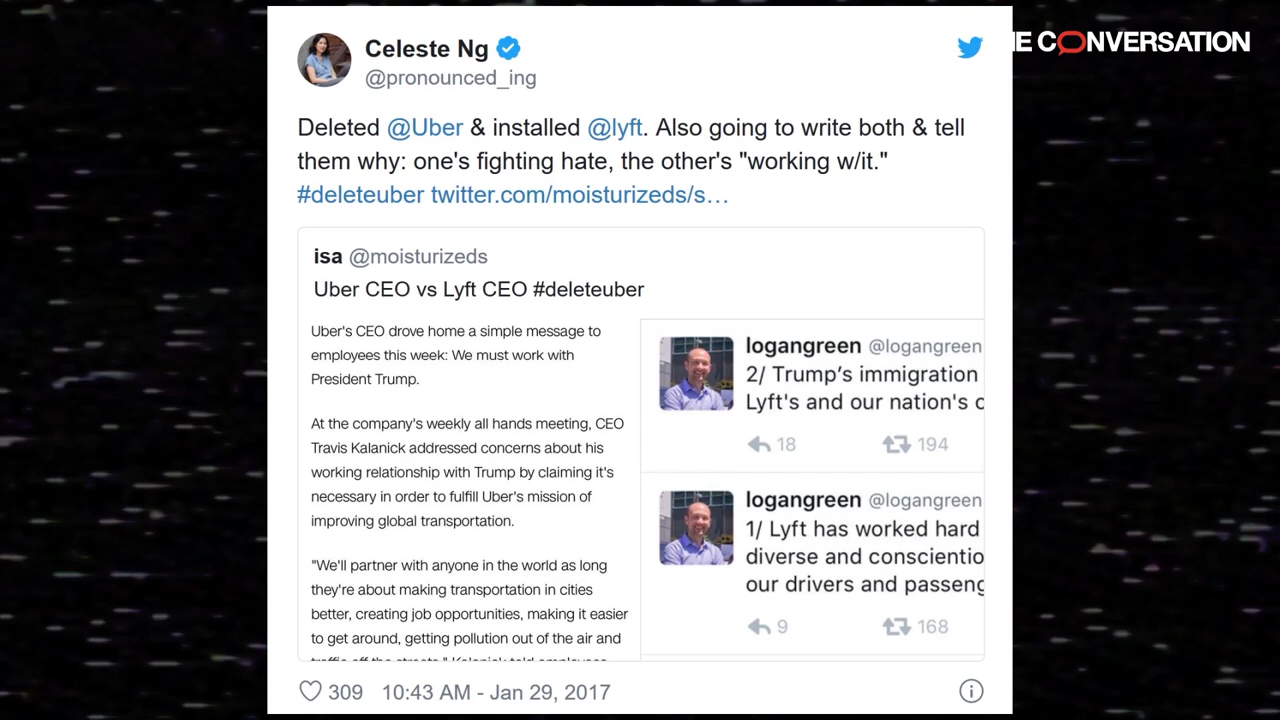 Celeste Ng
@pronounced_ing
CONVERSATION
Deleted @Uber & installed @lyft. Also going to write both & tell
them why: one's fighting hate, the other's "working w/it."
#deleteuber twitter.com/moisturizeds/s…
isa @moisturizeds
Uber CEO vs Lyft CEO #deleteuber
Uber's CEO drove home a simple message to
employees this week: We must work with
President Trump.
At the company's weekly all hands meeting, CEO
Travis Kalanick addressed concerns about his
working relationship with Trump by claiming it's
necessary in order to fulfill Uber's mission of
improving global transportation.
"We'll partner with anyone in the world as long
they're about making transportation in cities
better, creating job opportunities, making it easier
to get around, getting pollution out of the air and
logangreen @logangreen
2/ Trump's immigration
Lyft's and our nation's
18 194
logangreen @logangreen
1/ Lyft has worked hard
diverse and
our drivers and
9 168
309 10:43 AM - Jan 29, 2017